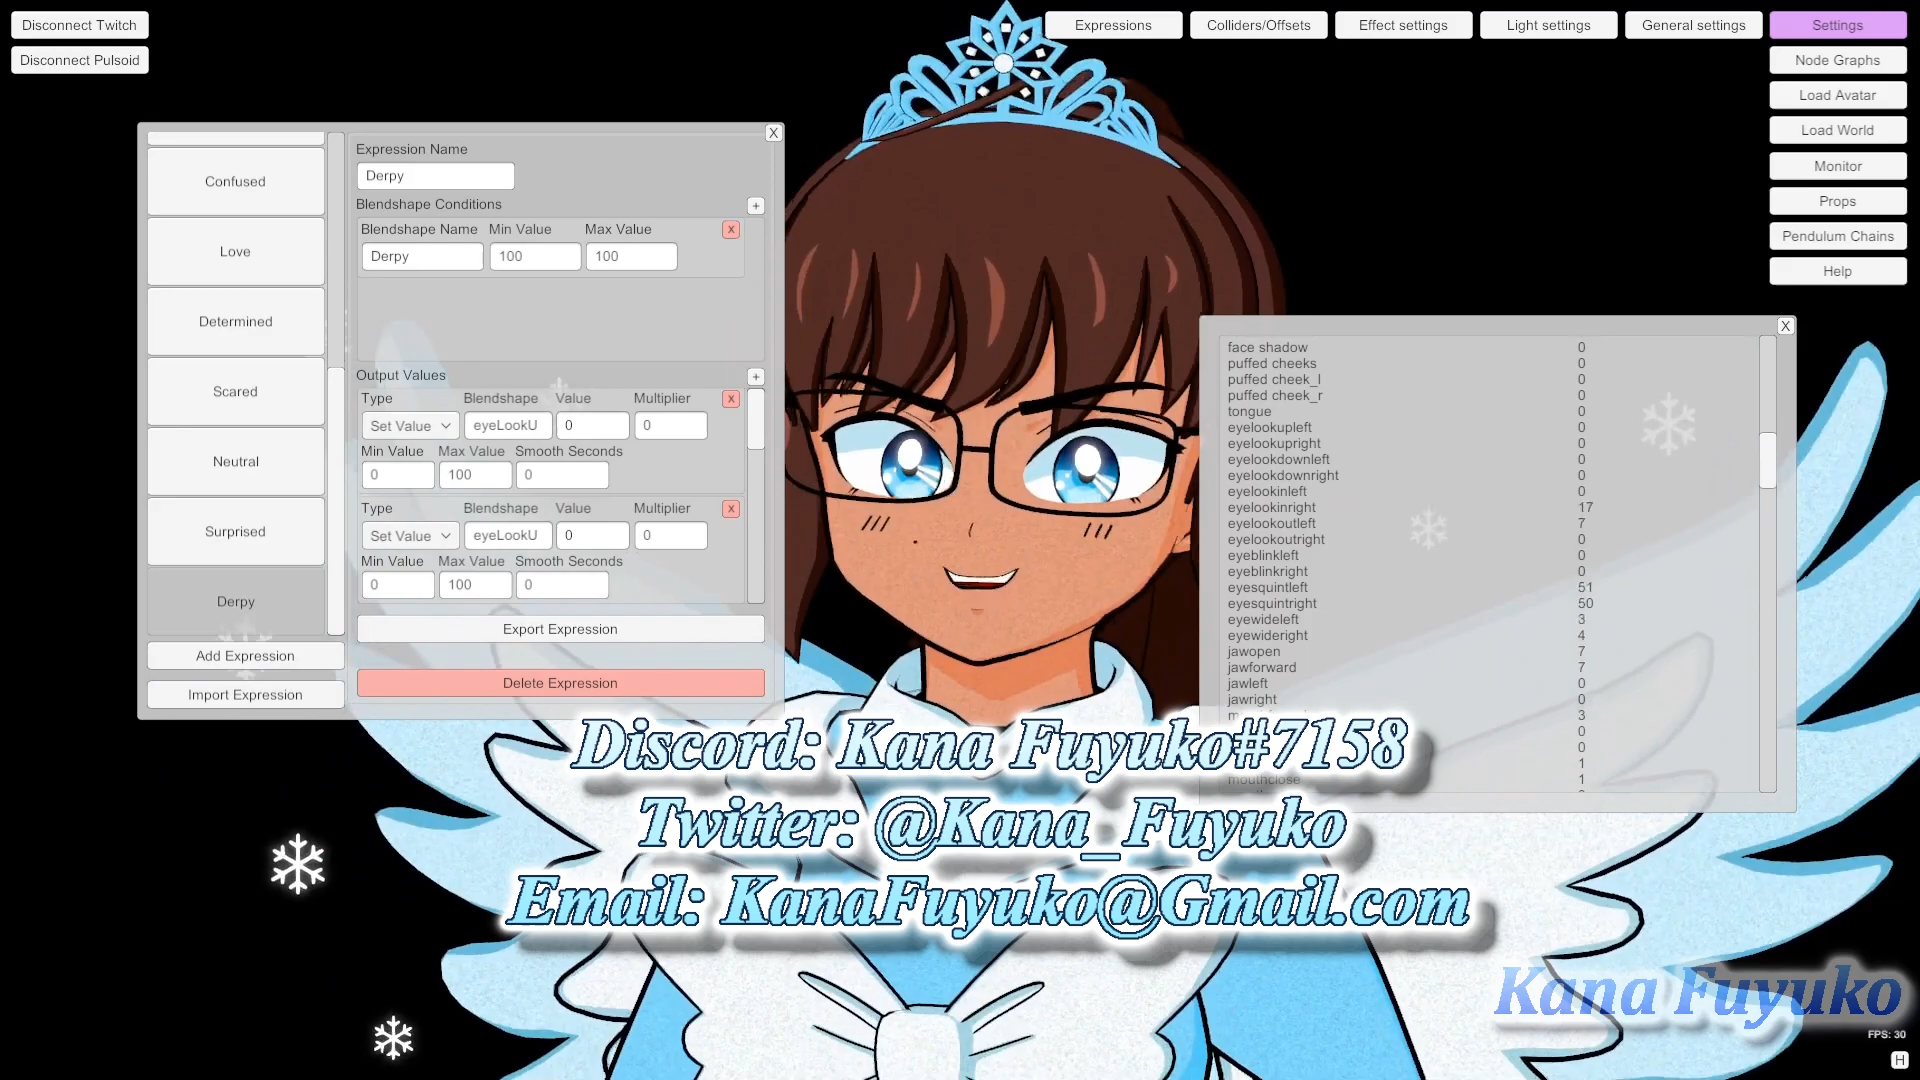 Disconnect Twitch
Disconnect Pulsoid
Expressions
Colliders/Offsets
Effect settings
Light settings
General settings
Settings
Node Graphs
Load Avatar
Load World
Monitor
Props
Pendulum Chains
Help
X
Confused
Love
Determined
Scared
Neutral
Surprised
Derpy
Add Expression
Import Expression
Expression Name
Derpy
Blendshape Conditions +
Blendshape Name Min Value Max Value X
Derpy 100 100
Output Values +
Type Blendshape Value Multiplier X
Set Value eyeLookU 0 0
Min Value Max Value Smooth Seconds
0 100 0
Type Blendshape Value Multiplier X
Set Value eyeLookU 0 0
Min Value Max Value Smooth Seconds
0 100 0
Export Expression
Delete Expression
X
face shadow 0
puffed cheeks 0
puffed cheek_l 0
puffed cheek_r 0
tongue 0
eyelookupleft 0
eyelookupright 0
eyelookdownleft 0
eyelookdownright 0
eyelookinleft 0
eyelookinright 17
eyelookoutleft 7
eyelookoutright 0
eyeblinkleft 0
eyeblinkright 0
eyesquintleft 51
eyesquintright 50
eyewideleft 3
eyewideright 4
jawopen 7
jawforward 7
jawleft 0
jawright 0
3
0
0
1
mouthclose 1
Discord: Kana Fuyuko#7158
Twitter: @Kana_Fuyuko
Email: KanaFuyuko@Gmail.com
Kana Fuyuko
FPS: 30
H